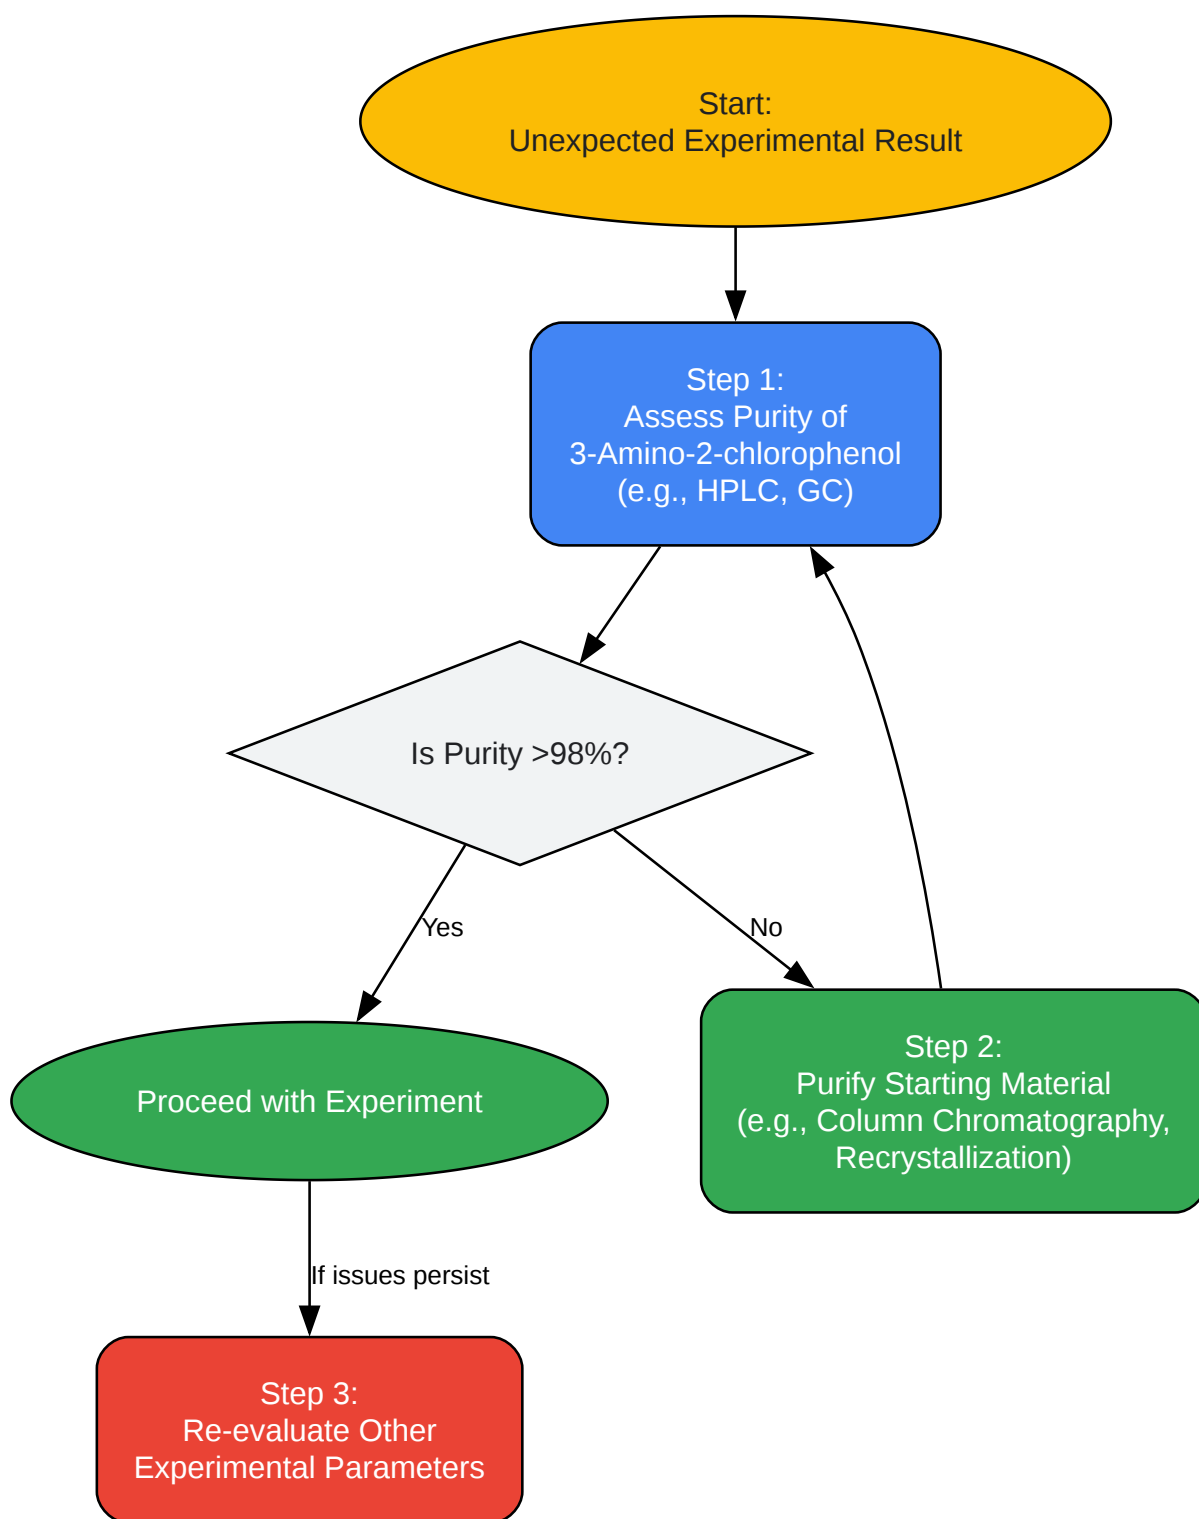 Start:
Unexpected Experimental Result
Step 1:
Assess Purity of
3-Amino-2-chlorophenol
(e.g., HPLC, GC)
Is Purity >98%?
Yes
No
Proceed with Experiment
Step 2:
Purify Starting Material
(e.g., Column Chromatography,
Recrystallization)
If issues persist
Step 3:
Re-evaluate Other
Experimental Parameters